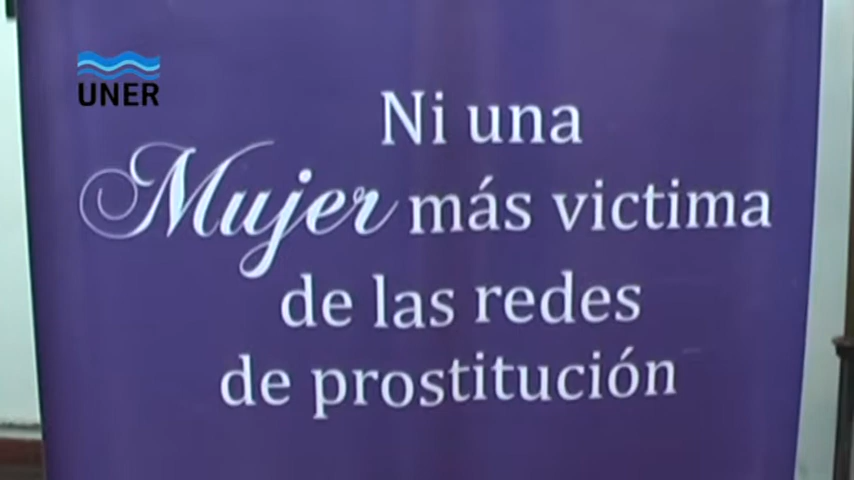 UNER
Ni una
Mujer más victima
de las redes
de prostitución